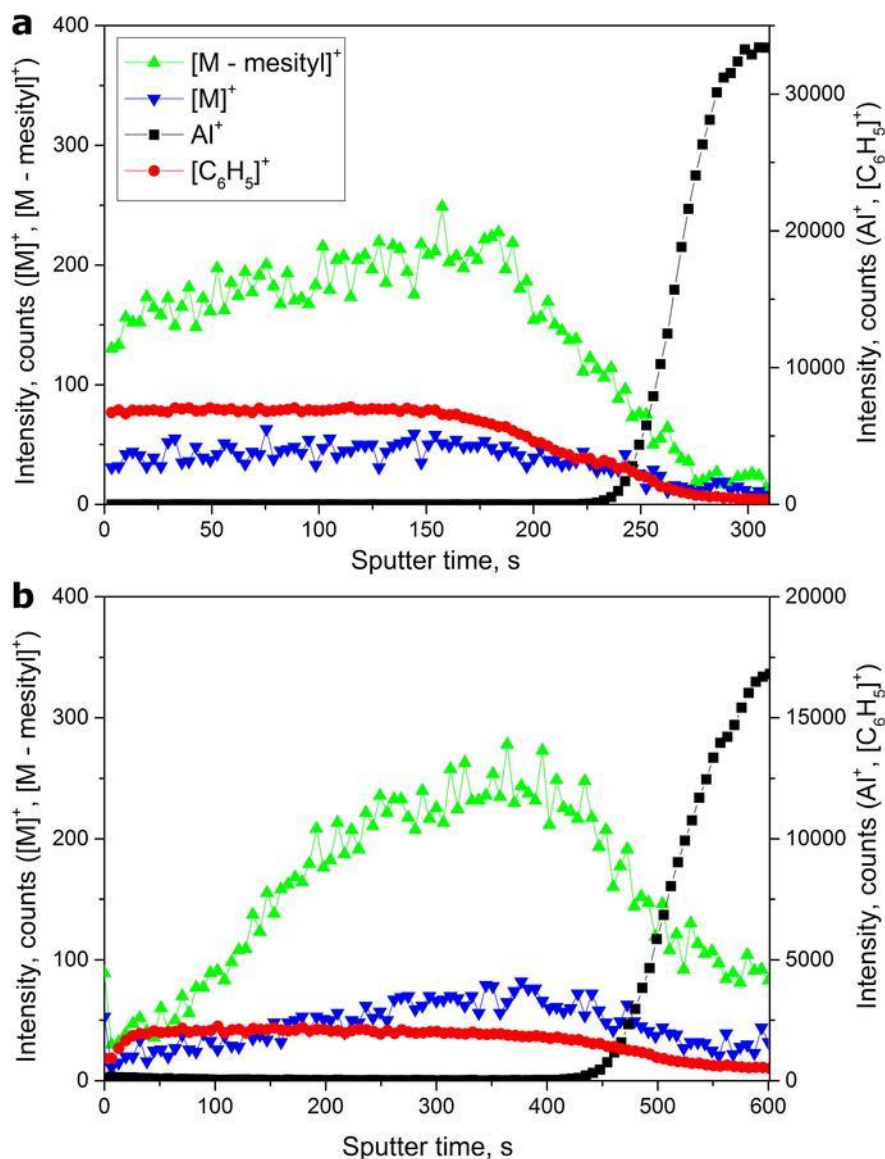 a
400
300
200
100
0
Intensity, counts ([M]⁺, [M - mesityl]⁺)
[M - mesityl]⁺
[M]⁺
Al⁺
[C₆H₅]⁺
30000
20000
10000
0
Intensity, counts (Al⁺, [C₆H₅]⁺)
0 50 100 150 200 250 300
Sputter time, s
b
400
300
200
100
0
Intensity, counts ([M]⁺, [M - mesityl]⁺)
20000
15000
10000
5000
0
Intensity, counts (Al⁺, [C₆H₅]⁺)
0 100 200 300 400 500 600
Sputter time, s